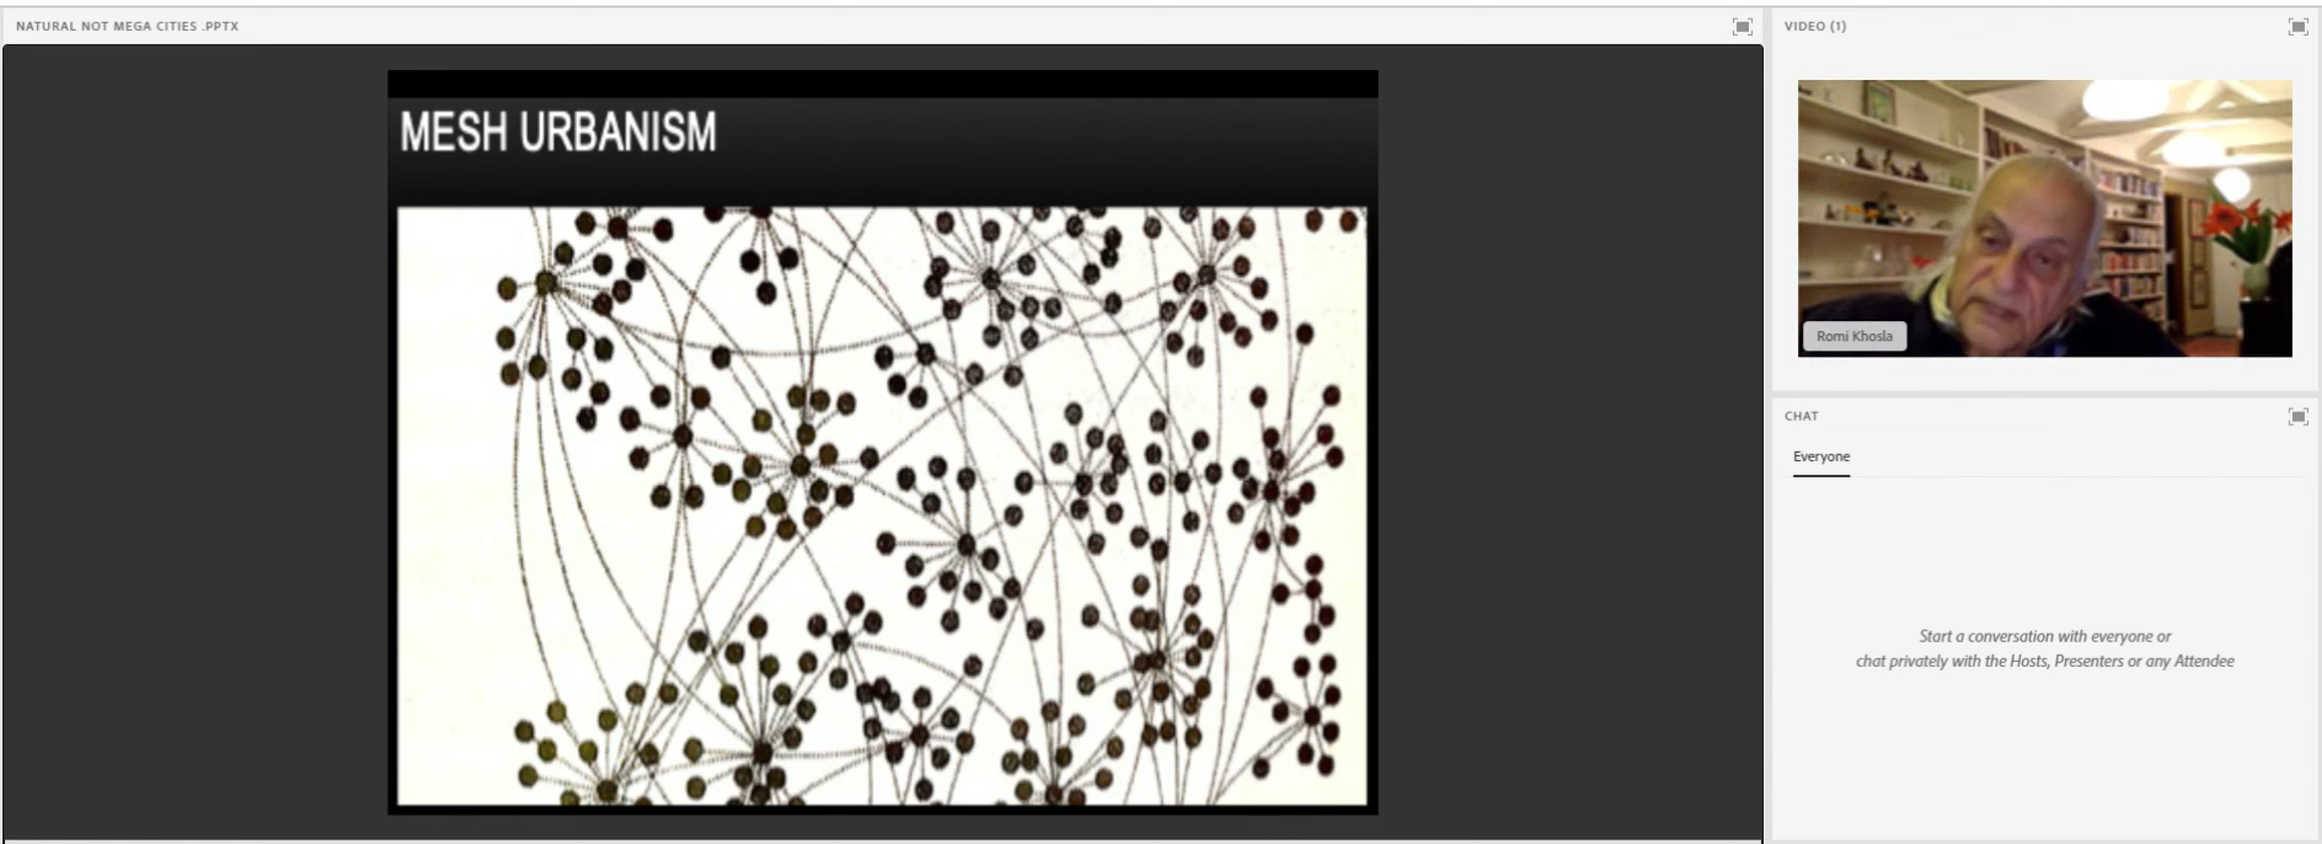 NATURAL NOT MEGA CITIES .PPTX
MESH URBANISM
VIDEO (1)
Romi Khosla
CHAT
Everyone
Start a conversation with everyone or
chat privately with the Hosts, Presenters or any Attendee